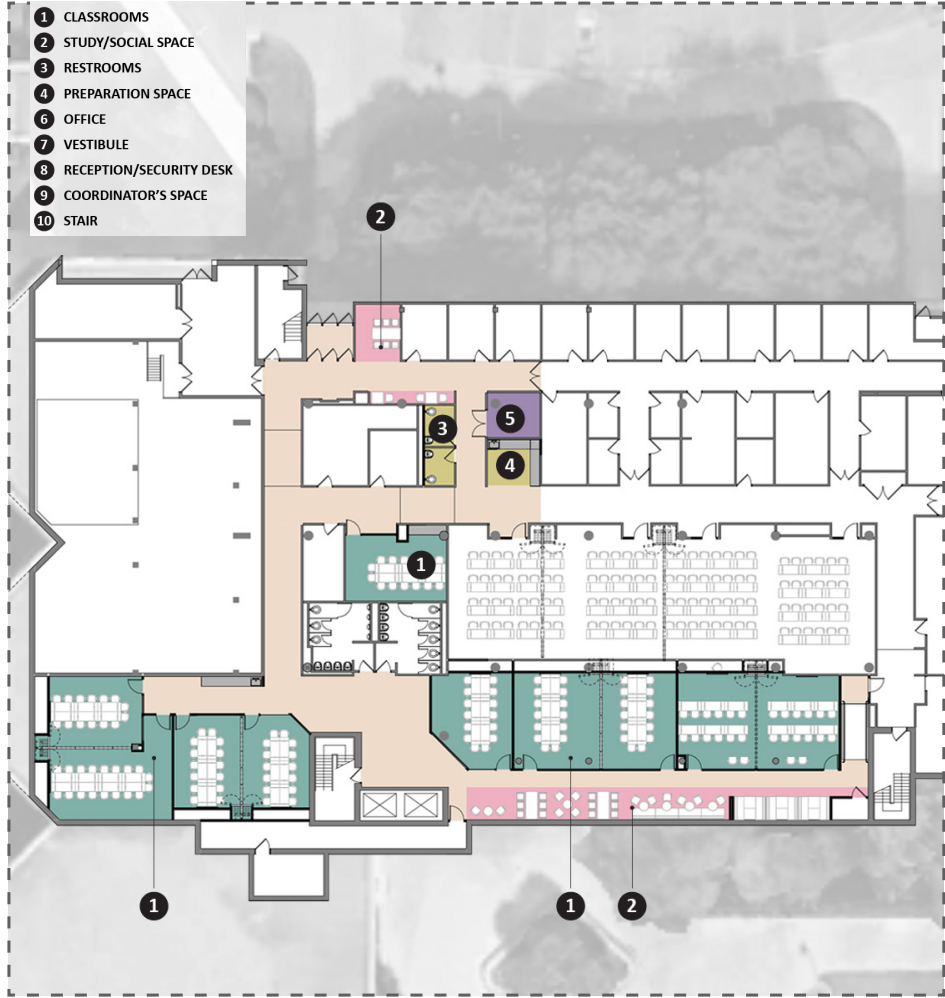 1 CLASSROOMS
2 STUDY/SOCIAL SPACE
3 RESTROOMS
4 PREPARATION SPACE
6 OFFICE
7 VESTIBULE
8 RECEPTION/SECURITY DESK
9 COORDINATOR'S SPACE
10 STAIR
2
5
3
4
1
1
1
2